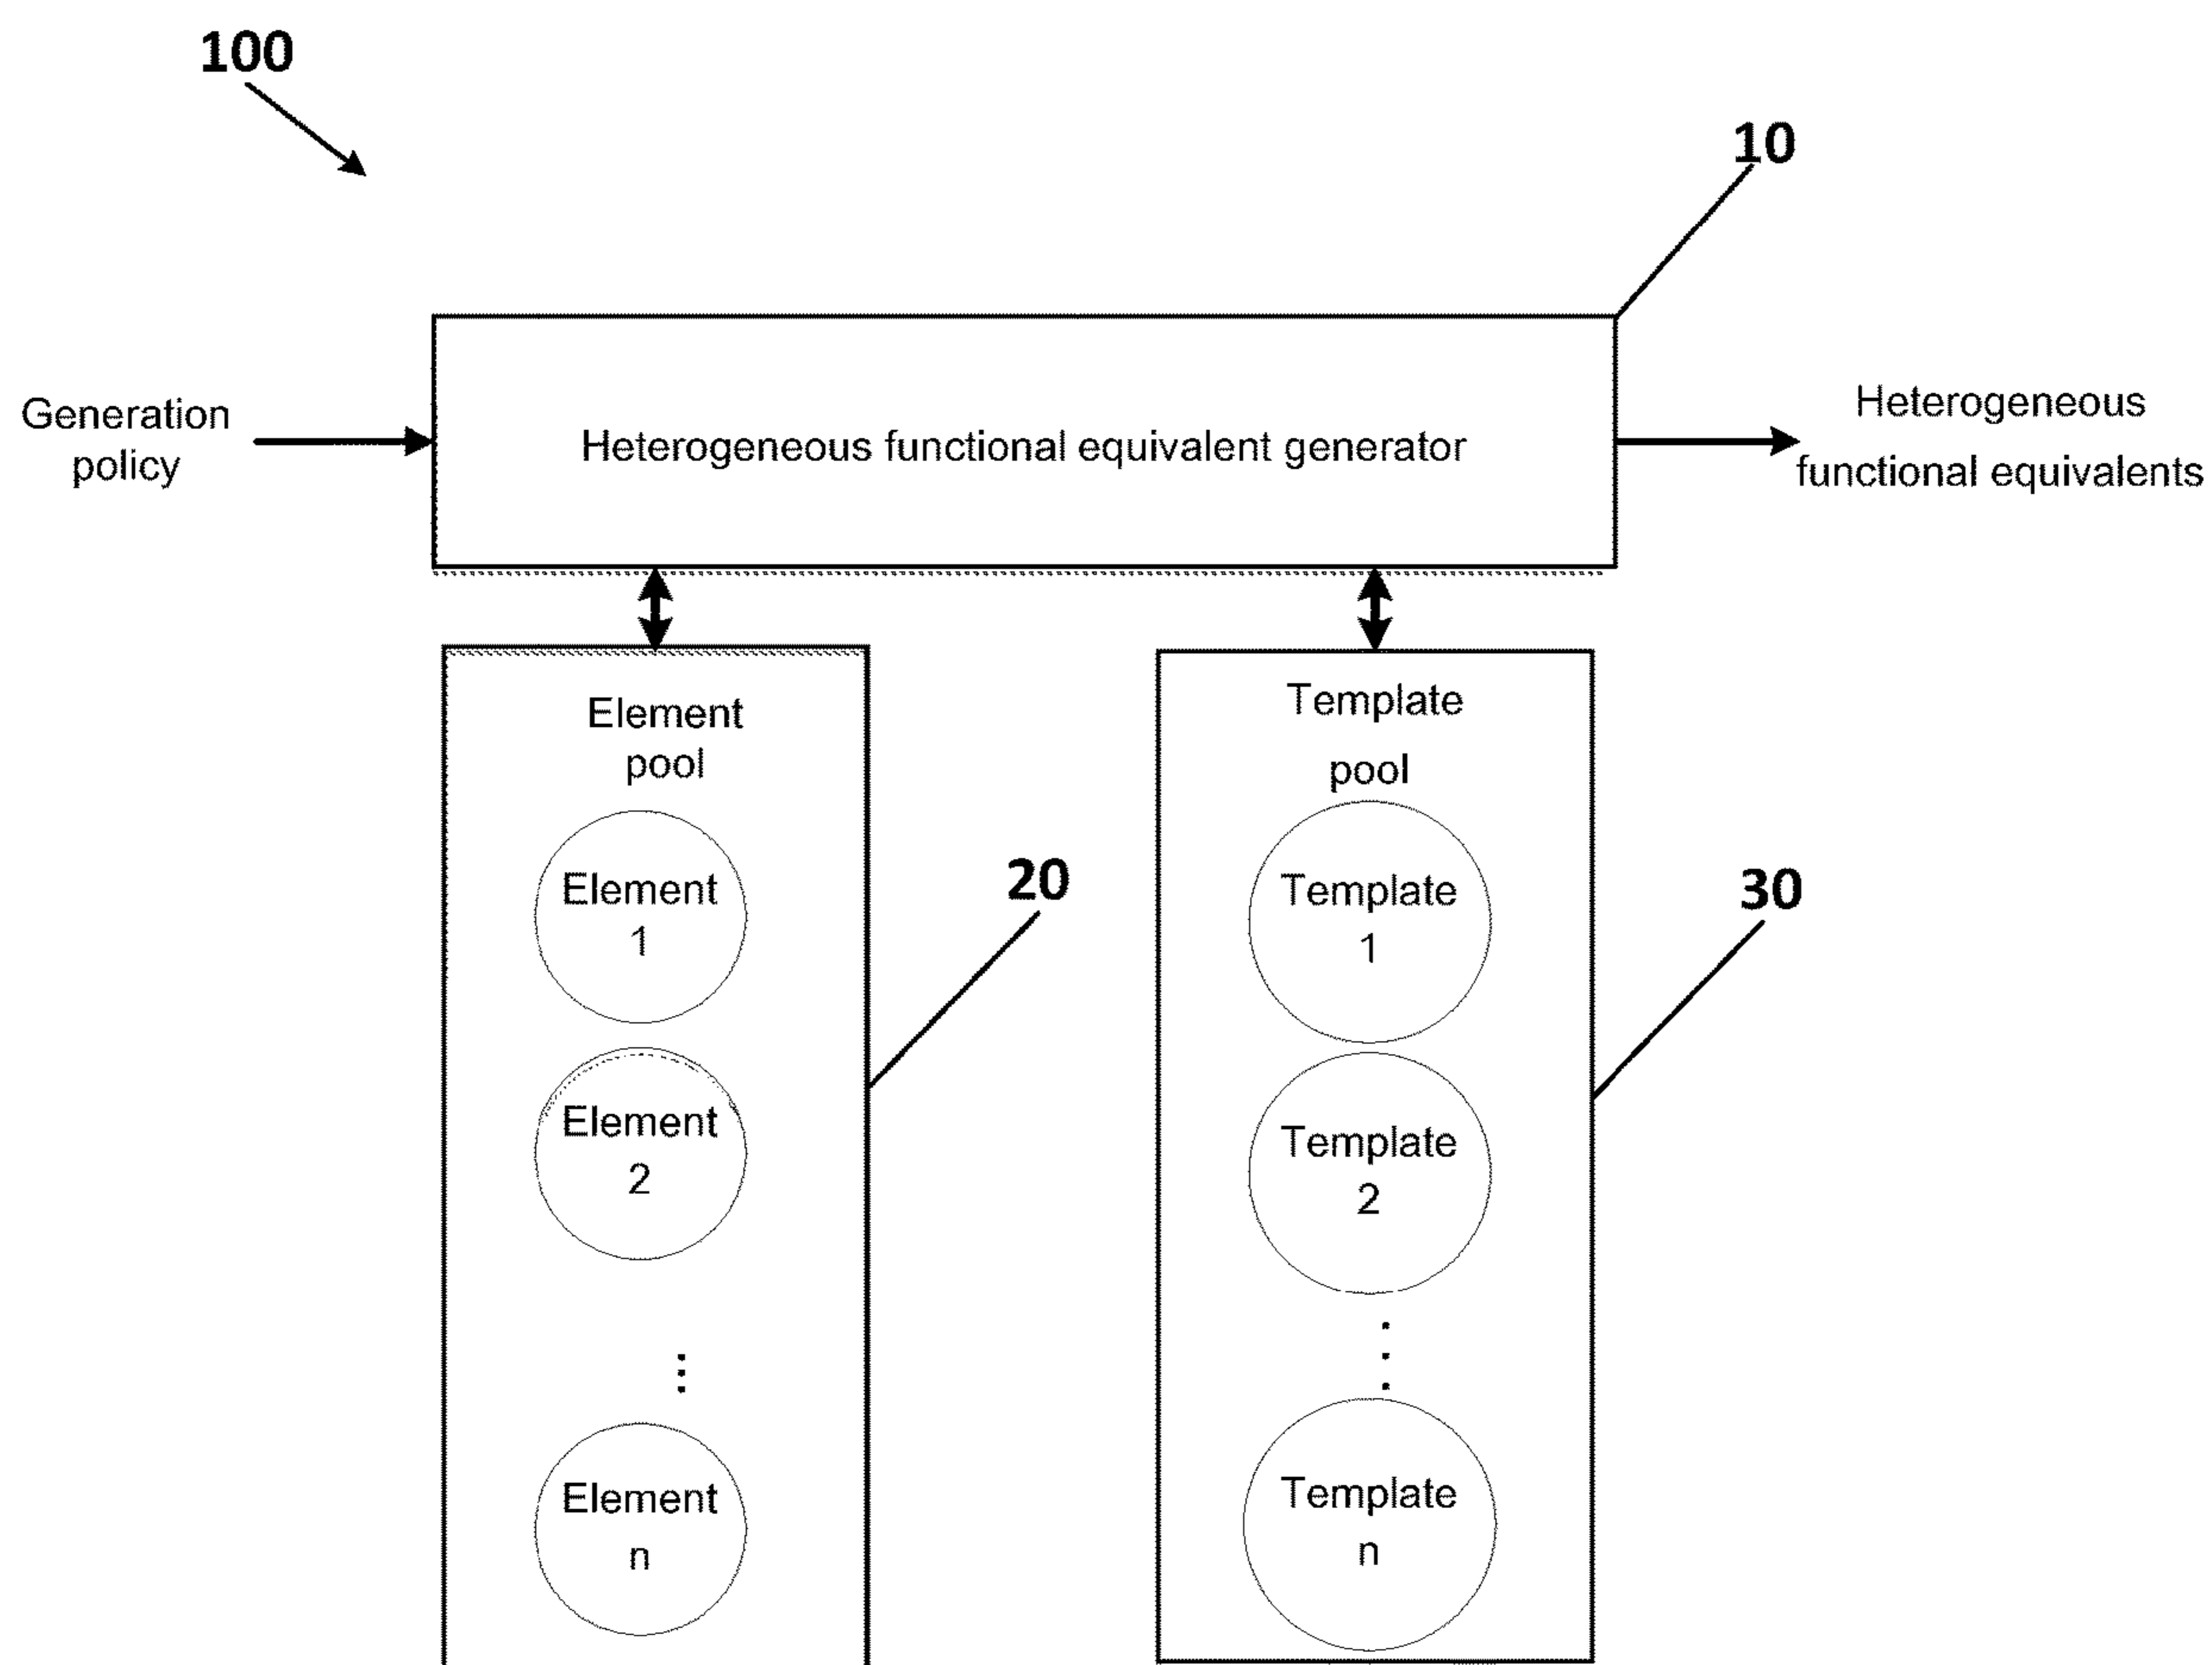 100
10
Generation
policy
Heterogeneous functional equivalent generator
Heterogeneous
functional equivalents
Element
pool
Element
1
Element
2
...
Element
n
20
Template
pool
Template
1
Template
2
...
Template
n
30